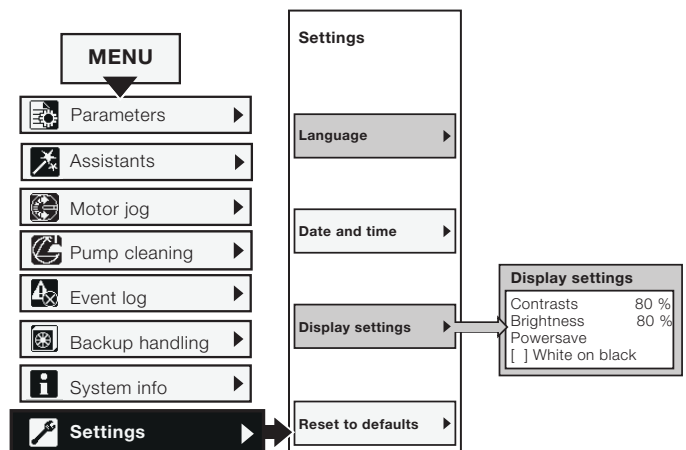 MENU
Parameters
Assistants
Motor jog
Pump cleaning
Event log
Backup handling
System info
Settings
Settings
Language
Date and time
Display settings
Reset to defaults
Display settings
Contrasts 80 %
Brightness 80 %
Powersave
[ ] White on black